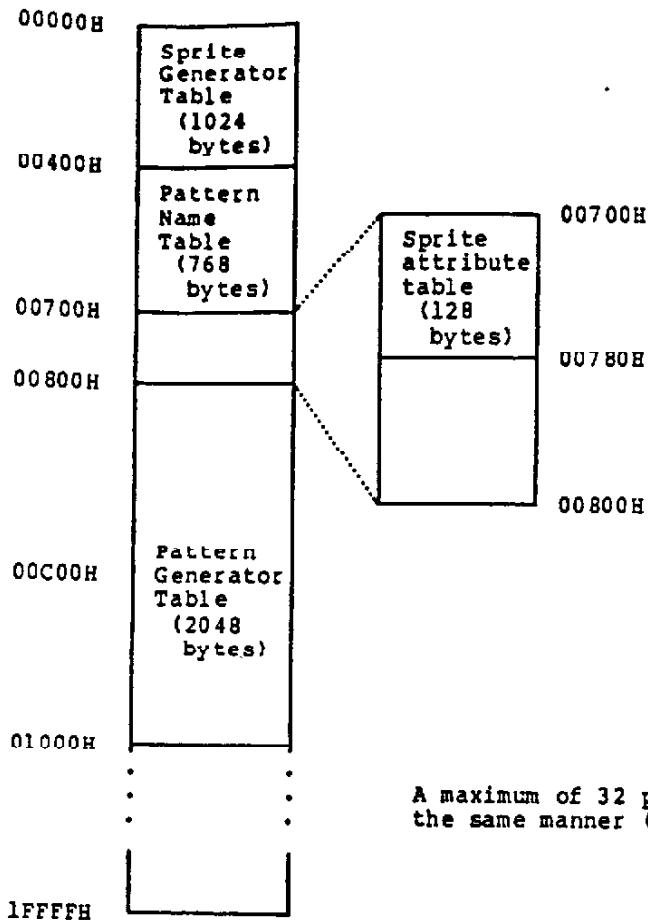 00000H
Sprite
Generator
Table
(1024
bytes)
00400H
Pattern
Name
Table
(768
bytes)
00700H
00800H
00700H
Sprite
attribute
table
(128
bytes)
00780H
00800H
00C00H
Pattern
Generator
Table
(2048
bytes)
01000H
A maximum of 32 p
the same manner (
1FFFFH